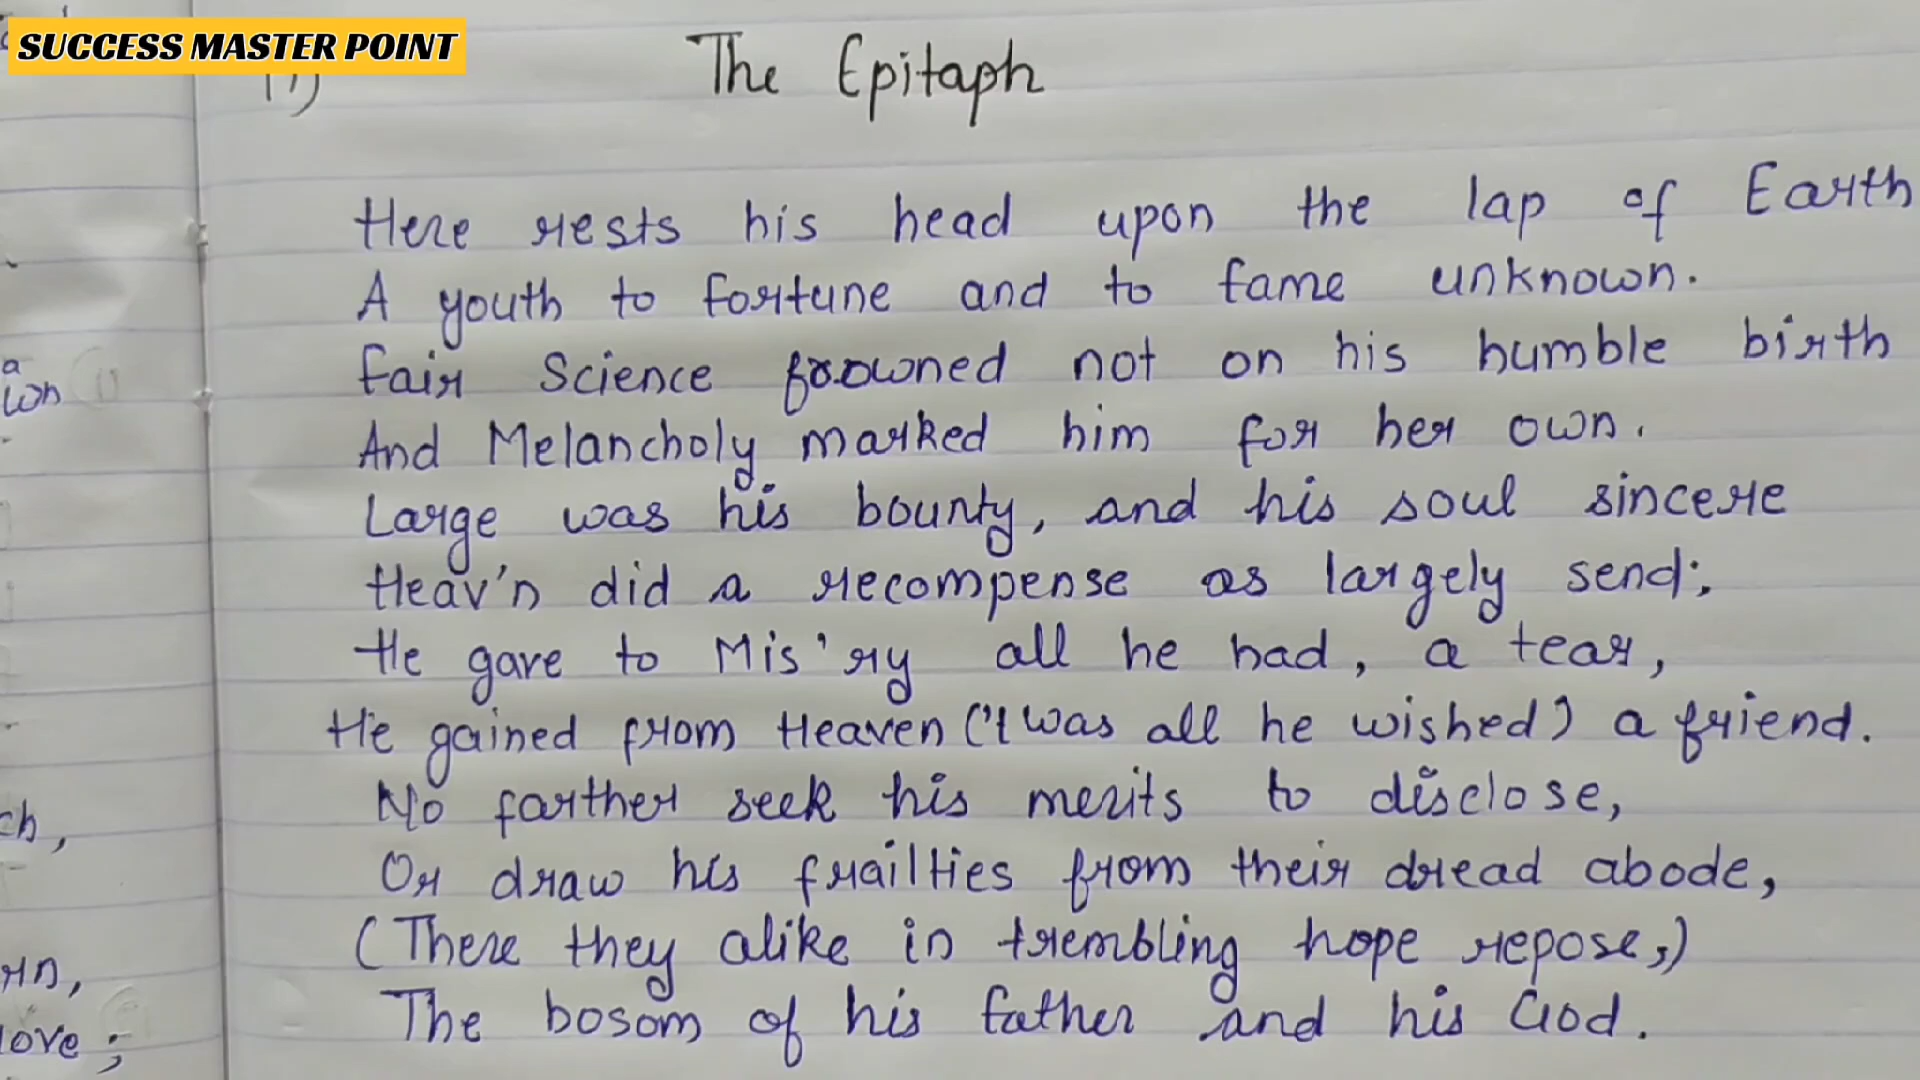 SUCCESS MASTER POINT
The Epitaph
Here rests his head upon the lap of Earth
A youth to fortune and to fame unknown.
Fair Science frowned not on his humble birth
And Melancholy marked him for her own.
Large was his bounty, and his soul sincere
Heav'n did a recompense as largely send;
He gave to Mis'ry all he had, a tear,
He gained from Heaven ('twas all he wished) a friend.
No farther seek his merits to disclose,
Or draw his frailties from their dread abode,
(There they alike in trembling hope repose,)
The bosom of his father and his God.
a
wn
ch,
rn,
love;